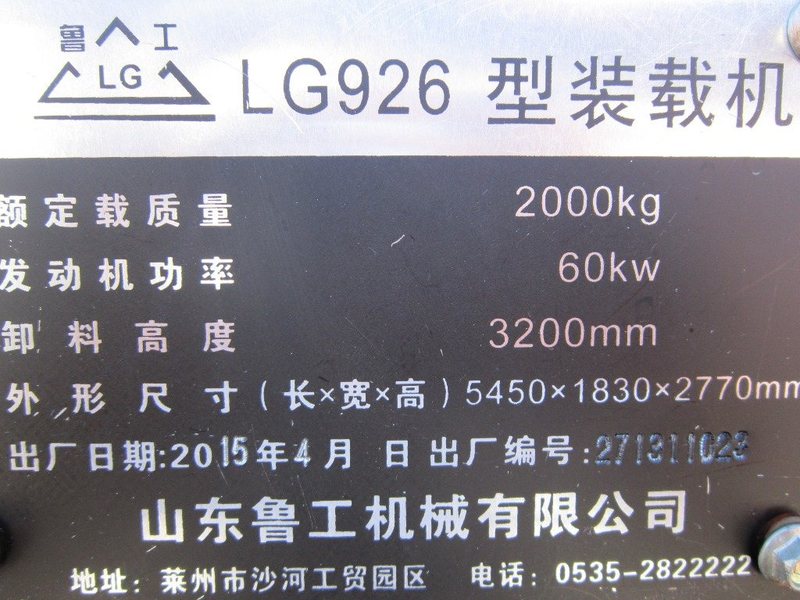 鲁工
LG
LG926 型装载机
额定载质量 2000kg
发动机功率 60kw
卸料高度 3200mm
外形尺寸(长×宽×高)5450×1830×2770mm
出厂日期:2015年4月 日 出厂编号:271311023
山东鲁工机械有限公司
地址: 莱州市沙河工贸园区 电话: 0535-2822222